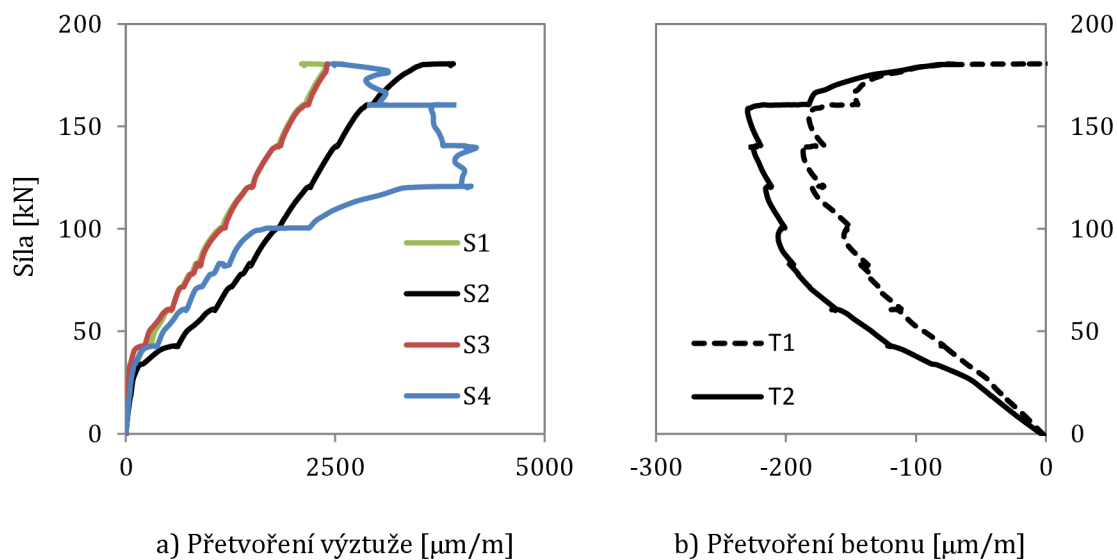 200
150
100
50
0
Síla [kN]
0
2500
5000
S1
S2
S3
S4
a) Přetvoření výztuže [μm/m]
200
150
100
50
0
-300
-200
-100
0
T1
T2
b) Přetvoření betonu [μm/m]